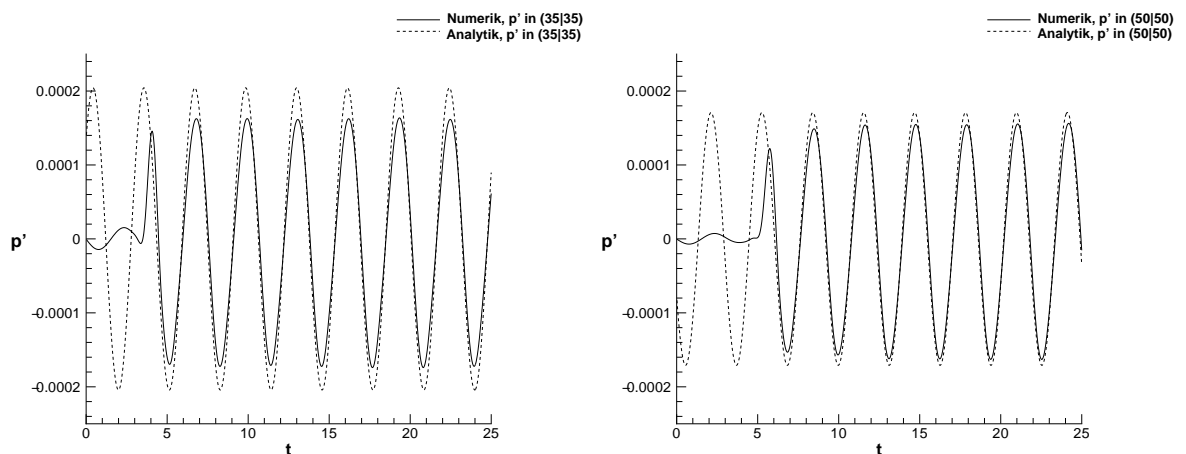 Numerik, p' in (35|35)
Analytik, p' in (35|35)
0.0002
0.0001
0
−0.0001
−0.0002
p'
0 5 10 15 20 25
t
Numerik, p' in (50|50)
Analytik, p' in (50|50)
0.0002
0.0001
0
−0.0001
−0.0002
p'
0 5 10 15 20 25
t